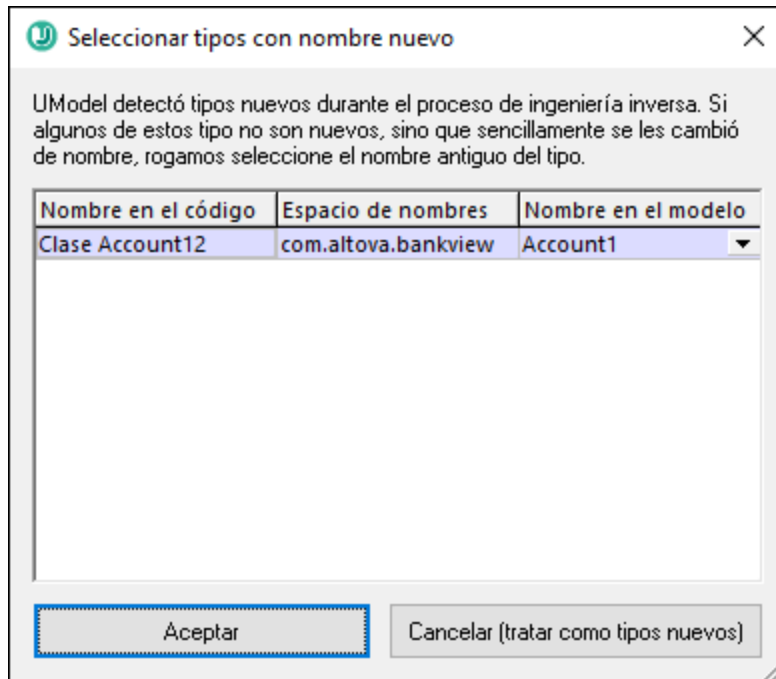 Seleccionar tipos con nombre nuevo
UModel detectó tipos nuevos durante el proceso de ingeniería inversa. Si
algunos de estos tipo no son nuevos, sino que sencillamente se les cambió
de nombre, rogamos seleccione el nombre antiguo del tipo.
Nombre en el código Espacio de nombres Nombre en el modelo
Clase Account12 com.altova.bankview Account1
Aceptar Cancelar (tratar como tipos nuevos)